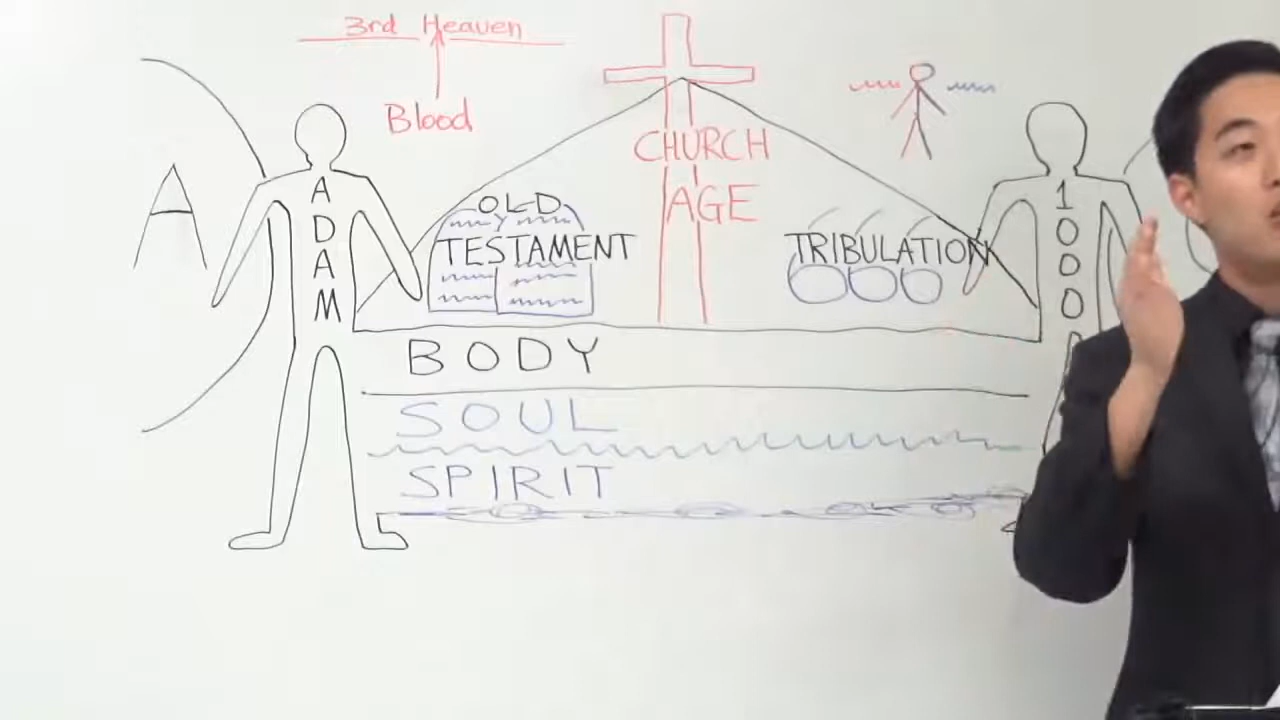 3rd Heaven
Blood
CHURCH
AGE
A
ADAM
OLD
TESTAMENT
TRIBULATION
1000
BODY
SOUL
SPIRIT